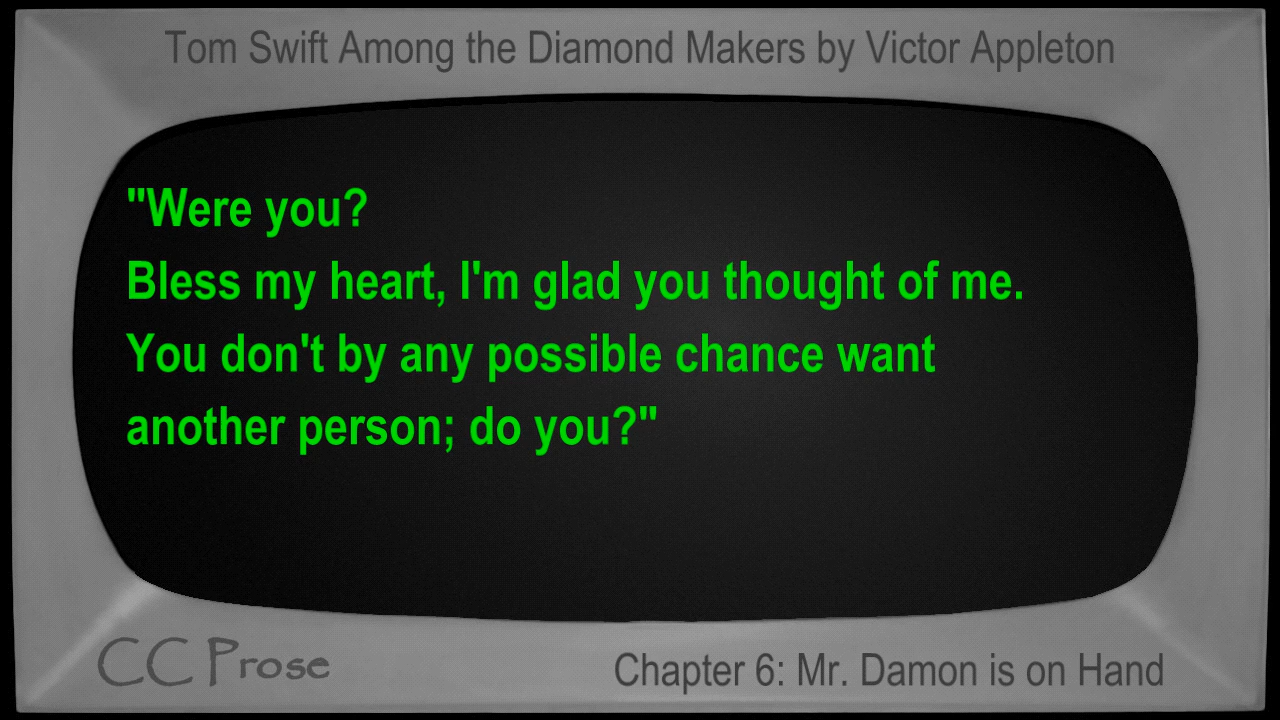 Tom Swift Among the Diamond Makers by Victor Appleton
"Were you?
Bless my heart, I'm glad you thought of me.
You don't by any possible chance want
another person; do you?"
CC Prose
Chapter 6: Mr. Damon is on Hand